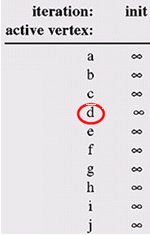 iteration: init
active vertex:
a ∞
b ∞
c ∞
d ∞
e ∞
f ∞
g ∞
h ∞
i ∞
j ∞